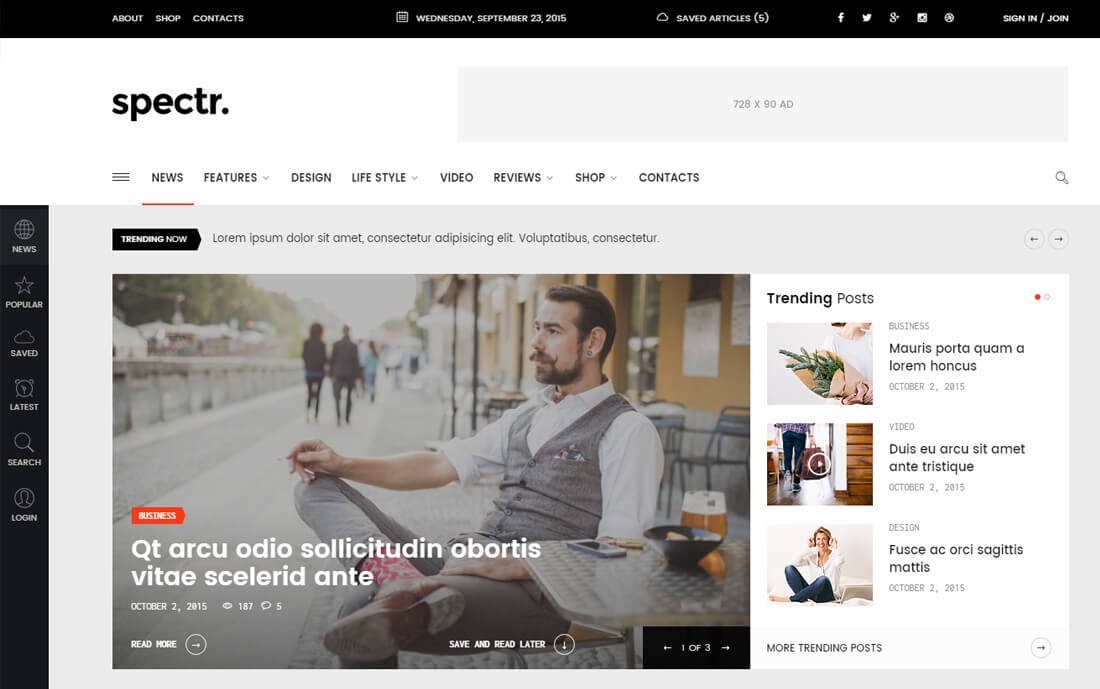 ABOUT SHOP CONTACTS WEDNESDAY, SEPTEMBER 23, 2015 SAVED ARTICLES (5) SIGN IN / JOIN
spectr.
728 X 90 AD
NEWS FEATURES DESIGN LIFE STYLE VIDEO REVIEWS SHOP CONTACTS
NEWS
POPULAR
SAVED
LATEST
SEARCH
LOGIN
TRENDING NOW Lorem ipsum dolor sit amet, consectetur adipisicing elit. Voluptatibus, consectetur.
BUSINESS
Qt arcu odio sollicitudin obortis
vitae scelerid ante
OCTOBER 2, 2015 187 5
READ MORE → SAVE AND READ LATER ↓
← 1 OF 3 →
Trending Posts
BUSINESS
Mauris porta quam a
lorem honcus
OCTOBER 2, 2015
VIDEO
Duis eu arcu sit amet
ante tristique
OCTOBER 2, 2015
DESIGN
Fusce ac orci sagittis
mattis
OCTOBER 2, 2015
MORE TRENDING POSTS →